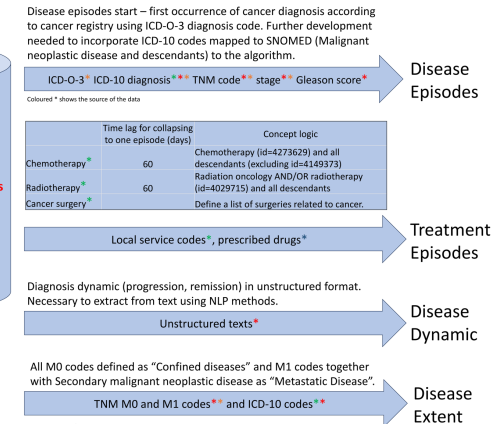 Disease episodes start – first occurrence of cancer diagnosis according
to cancer registry using ICD-O-3 diagnosis code. Further development
needed to incorporate ICD-10 codes mapped to SNOMED (Malignant
neoplastic disease and descendants) to the algorithm.
ICD-O-3* ICD-10 diagnosis*** TNM code** stage** Gleason score*
Disease
Episodes
Coloured * shows the source of the data
Time lag for collapsing
to one episode (days)
Concept logic
Chemotherapy*
60
Chemotherapy (id=4273629) and all
descendants (excluding id=4149373)
Radiotherapy*
60
Radiation oncology AND/OR radiotherapy
(id=4029715) and all descendants
Cancer surgery*
Define a list of surgeries related to cancer.
s
Local service codes*, prescribed drugs*
Treatment
Episodes
Diagnosis dynamic (progression, remission) in unstructured format.
Necessary to extract from text using NLP methods.
Unstructured texts*
Disease
Dynamic
All M0 codes defined as “Confined diseases” and M1 codes together
with Secondary malignant neoplastic disease as “Metastatic Disease”.
TNM M0 and M1 codes** and ICD-10 codes**
Disease
Extent